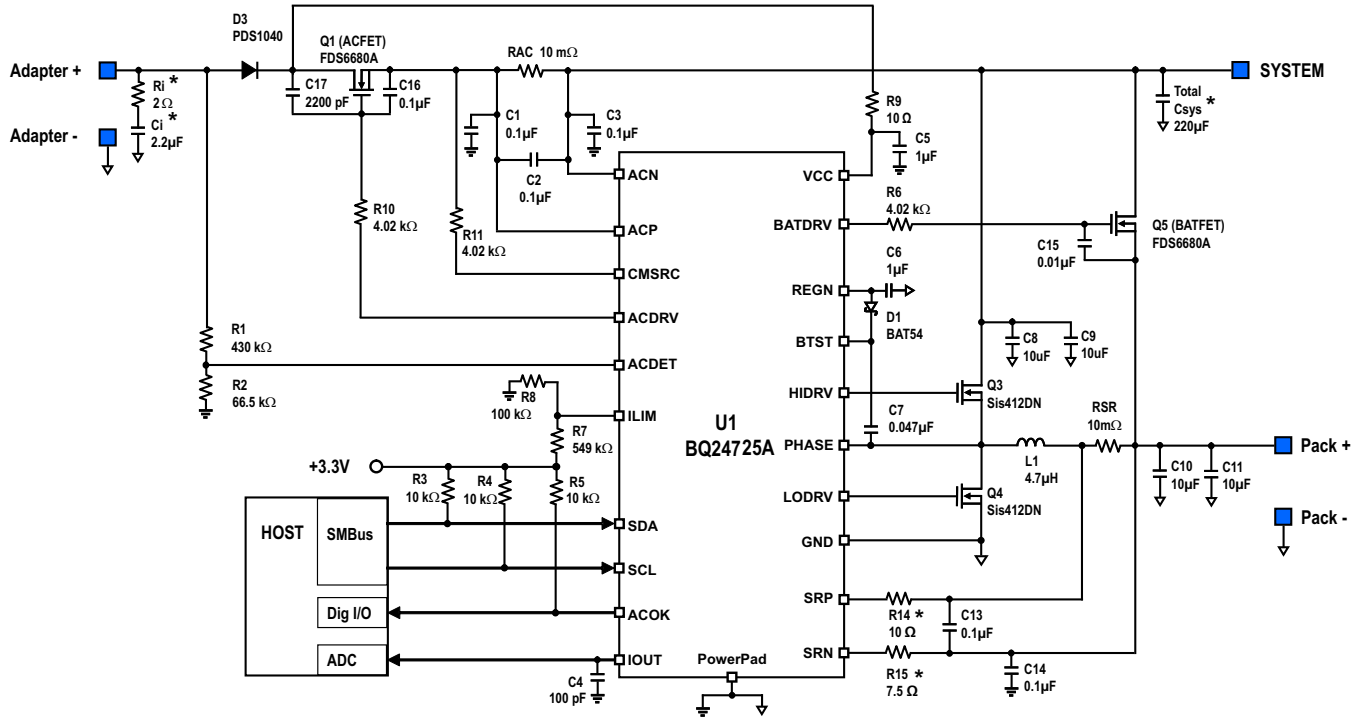 D3
PDS1040
Q1 (ACFET)
FDS6680A
RAC 10 mΩ
Adapter +
SYSTEM
Ri *
2 Ω
Ci *
2.2µF
C17
2200 pF
C16
0.1µF
R9
10 Ω
Total
Csys *
220µF
Adapter -
C1
0.1µF
C3
0.1µF
C2
0.1µF
C5
1µF
ACN
VCC
R10
4.02 kΩ
R11
4.02 kΩ
ACP
R6
4.02 kΩ
BATDRV
Q5 (BATFET)
FDS6680A
C15
0.01µF
CMSRC
C6
1µF
REGN
ACDRV
D1
BAT54
R1
430 kΩ
BTST
C8
10uF
C9
10uF
ACDET
R2
66.5 kΩ
R8
100 kΩ
HIDRV
Q3
Sis412DN
ILIM
R7
549 kΩ
U1
BQ24725A
C7
0.047µF
RSR
10mΩ
PHASE
L1
4.7µH
Pack +
C10
10µF
C11
10µF
+3.3V
R3
10 kΩ
R4
10 kΩ
R5
10 kΩ
LODRV
Q4
Sis412DN
Pack -
HOST
SMBus
SDA
GND
SCL
SRP
R14 *
10 Ω
C13
0.1µF
Dig I/O
ACOK
ADC
IOUT
PowerPad
SRN
R15 *
7.5 Ω
C14
0.1µF
C4
100 pF